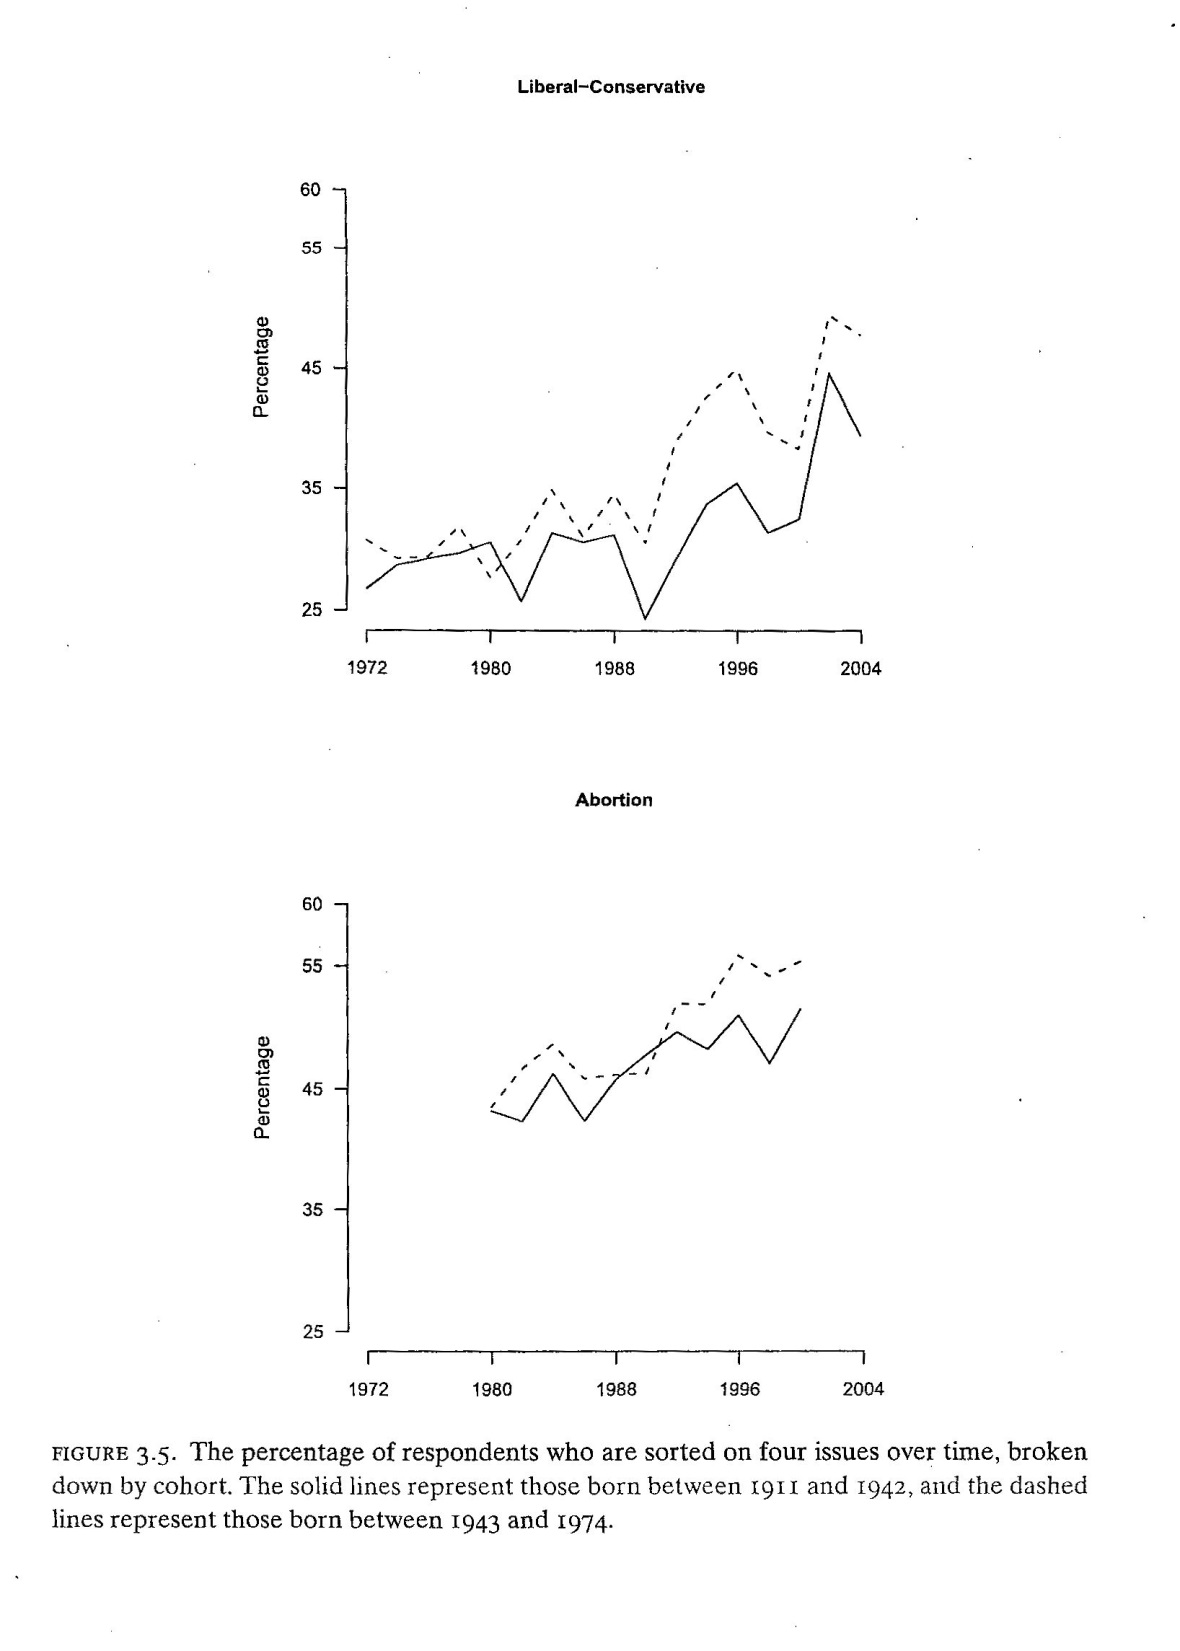 Liberal–Conservative
60
55
45
35
25
Percentage
1972 1980 1988 1996 2004
Abortion
60
55
45
35
25
Percentage
1972 1980 1988 1996 2004
FIGURE 3.5. The percentage of respondents who are sorted on four issues over time, broken
down by cohort. The solid lines represent those born between 1911 and 1942, and the dashed
lines represent those born between 1943 and 1974.